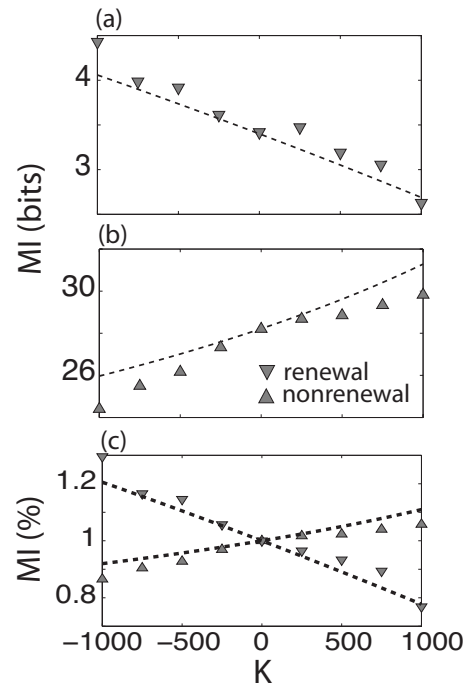 (a)
4
3
MI (bits)
(b)
30
26
renewal
nonrenewal
(c)
1.2
1
0.8
MI (%)
−1000 −500 0 500 1000
K